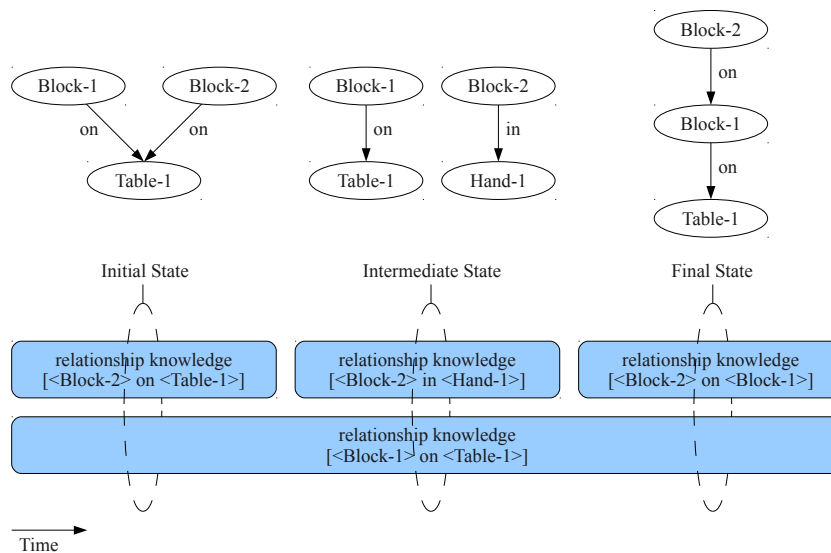 Block-2
on
Block-1
Block-2
on
on
Table-1
Block-1
Block-2
on
in
Table-1
Hand-1
Block-1
on
Table-1
Initial State
Intermediate State
Final State
relationship knowledge
[<Block-2> on <Table-1>]
relationship knowledge
[<Block-2> in <Hand-1>]
relationship knowledge
[<Block-2> on <Block-1>]
relationship knowledge
[<Block-1> on <Table-1>]
Time